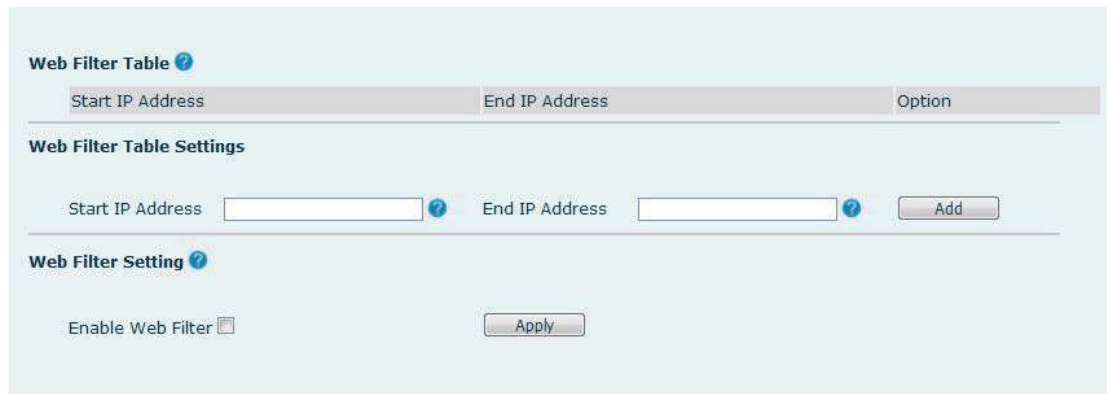 Web Filter Table ?
Start IP Address End IP Address Option
Web Filter Table Settings
Start IP Address ? End IP Address ? Add
Web Filter Setting ?
Enable Web Filter Apply